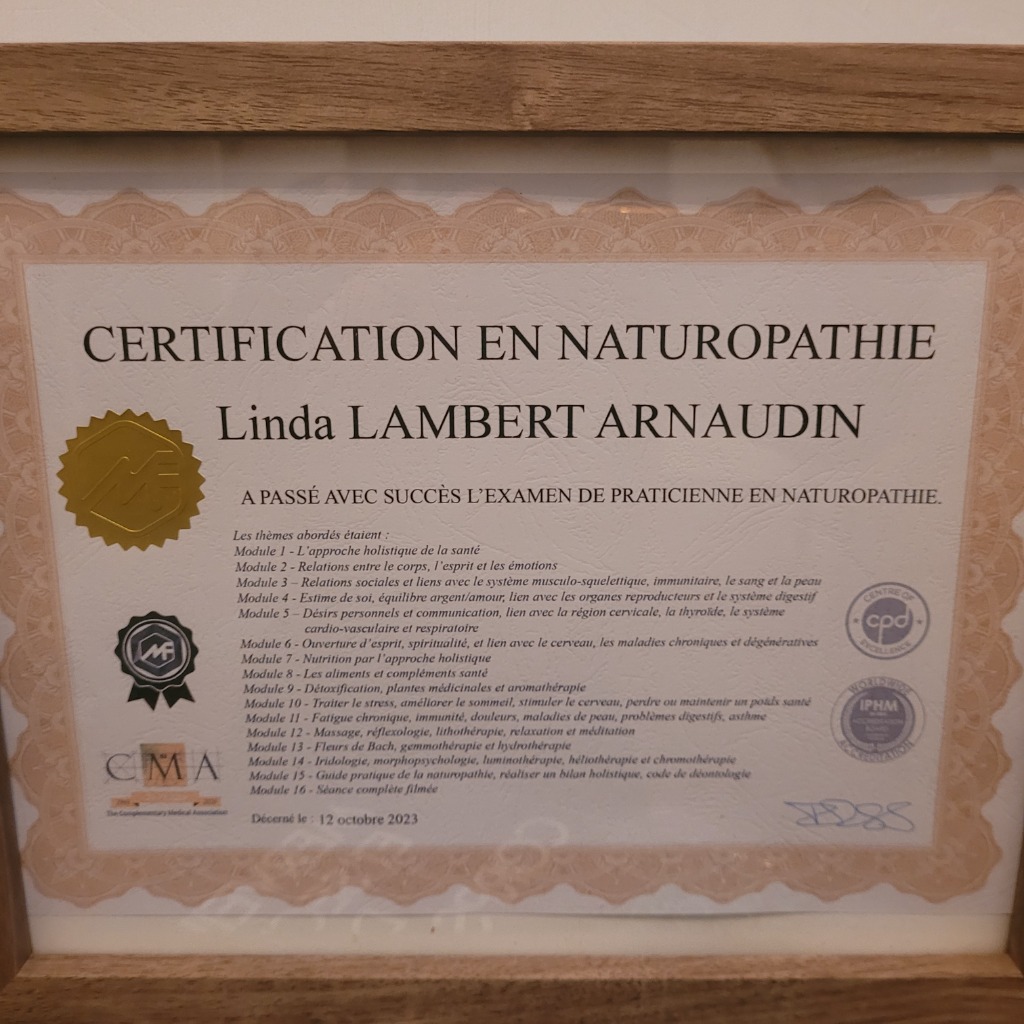 CERTIFICATION EN NATUROPATHIE
Linda LAMBERT ARNAUDIN
A PASSÉ AVEC SUCCÈS L'EXAMEN DE PRATICIENNE EN NATUROPATHIE.
Les thèmes abordés étaient :
Module 1 - L'approche holistique de la santé
Module 2 - Relations entre le corps, l'esprit et les émotions
Module 3 – Relations sociales et liens avec le système musculo-squelettique, immunitaire, le sang et la peau
Module 4 - Estime de soi, équilibre argent/amour, lien avec les organes reproducteurs et le système digestif
Module 5 – Désirs personnels et communication, lien avec la région cervicale, la thyroïde, le système
cardio-vasculaire et respiratoire
Module 6 - Ouverture d'esprit, spiritualité, et lien avec le cerveau, les maladies chroniques et dégénératives
Module 7 - Nutrition par l'approche holistique
Module 8 - Les aliments et compléments santé
Module 9 - Détoxification, plantes médicinales et aromathérapie
Module 10 - Traiter le stress, améliorer le sommeil, stimuler le cerveau, perdre ou maintenir un poids santé
Module 11 - Fatigue chronique, immunité, douleurs, maladies de peau, problèmes digestifs, asthme
Module 12 - Massage, réflexologie, lithothérapie, relaxation et méditation
Module 13 - Fleurs de Bach, gemmothérapie et hydrothérapie
Module 14 - Iridologie, morphopsychologie, luminothérapie, héliothérapie et chromothérapie
Module 15 - Guide pratique de la naturopathie, réaliser un bilan holistique, code de déontologie
Module 16 - Séance complète filmée
Décerné le : 12 octobre 2023
CMA
The Complementary Medical Association
CENTRE OF
cpd
EXCELLENCE
WORLDWIDE
IPHM
ACCREDITATION